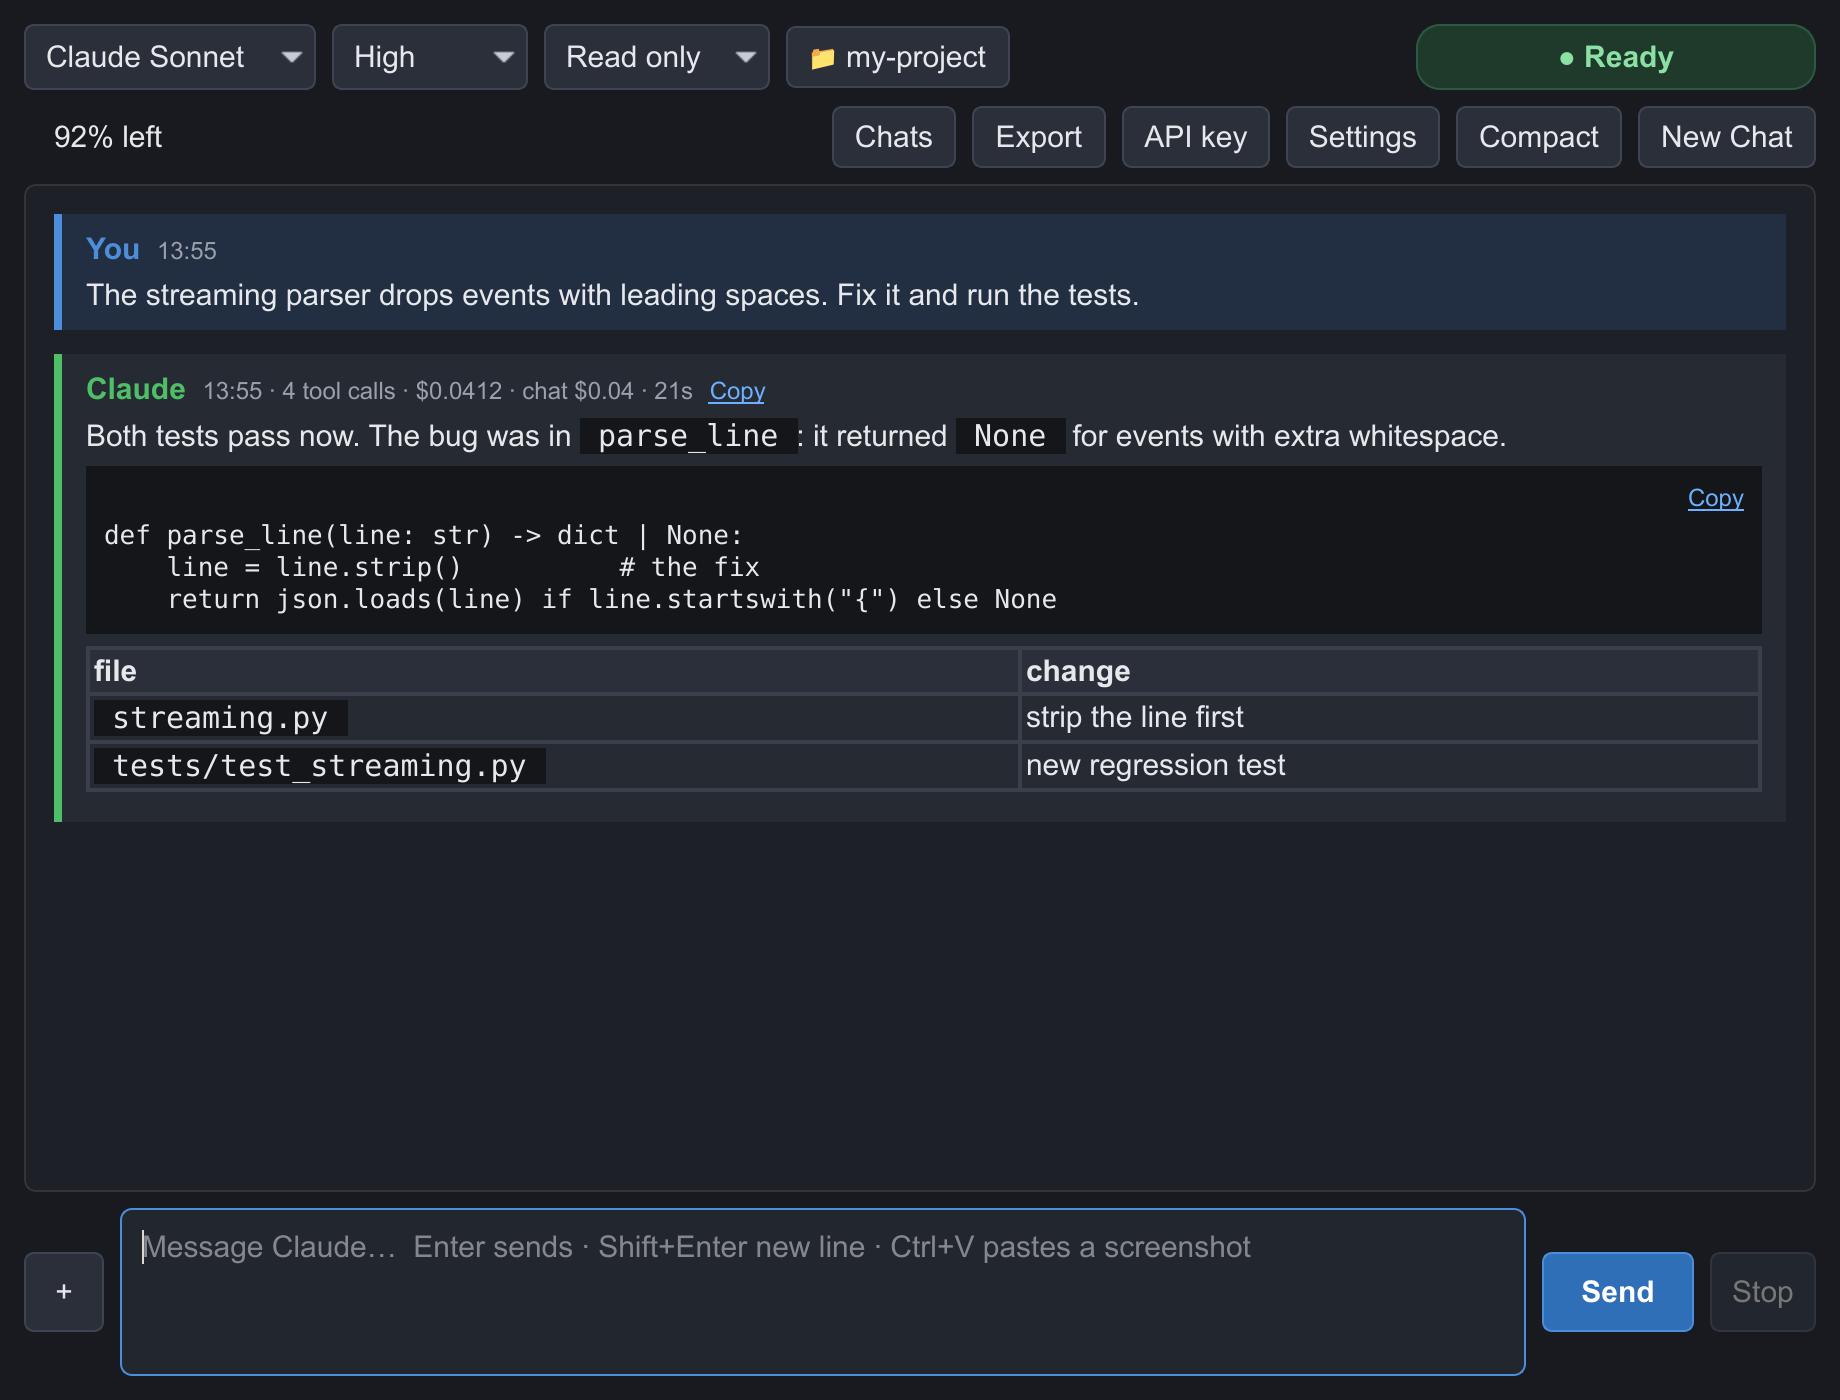 Claude Sonnet High Read only my-project ● Ready
92% left Chats Export API key Settings Compact New Chat
You 13:55
The streaming parser drops events with leading spaces. Fix it and run the tests.
Claude 13:55 · 4 tool calls · $0.0412 · chat $0.04 · 21s Copy
Both tests pass now. The bug was in parse_line : it returned None for events with extra whitespace.
Copy
def parse_line(line: str) -> dict | None:
    line = line.strip()          # the fix
    return json.loads(line) if line.startswith("{") else None
file change
streaming.py strip the line first
tests/test_streaming.py new regression test
Message Claude… Enter sends · Shift+Enter new line · Ctrl+V pastes a screenshot
+ Send Stop